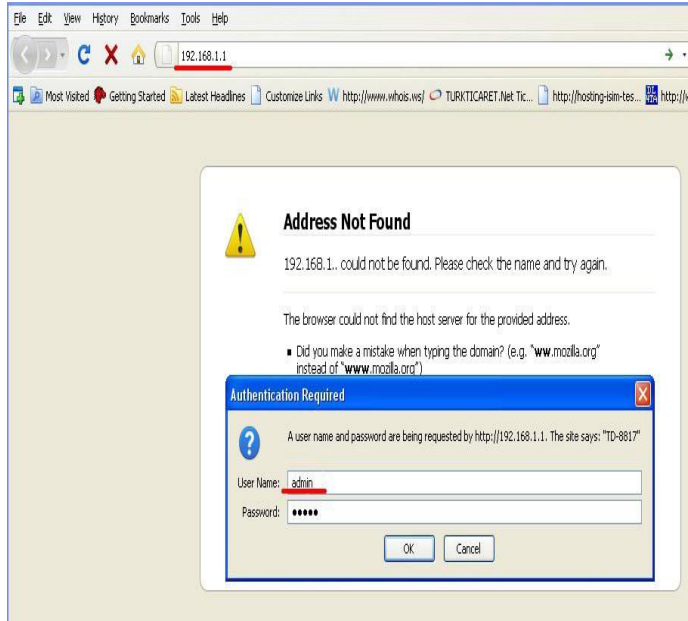 File Edit View History Bookmarks Tools Help
192.168.1.1
Most Visited Getting Started Latest Headlines Customize Links http://www.whois.ws/ TURKTICARET.Net Tic... http://hosting-isim-tes... http://
Address Not Found
192.168.1.. could not be found. Please check the name and try again.
The browser could not find the host server for the provided address.
Did you make a mistake when typing the domain? (e.g. "ww.mozilla.org"
instead of "www.mozilla.org")
Authentication Required
A user name and password are being requested by http://192.168.1.1. The site says: "TD-8817"
User Name: admin
Password: •••••
OK Cancel